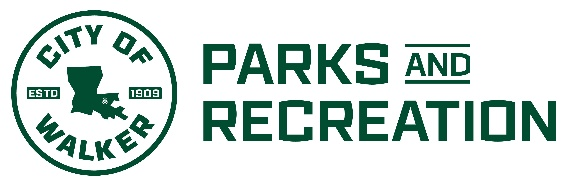 CITY OF
ESTD 1909
WALKER
PARKS AND
RECREATION